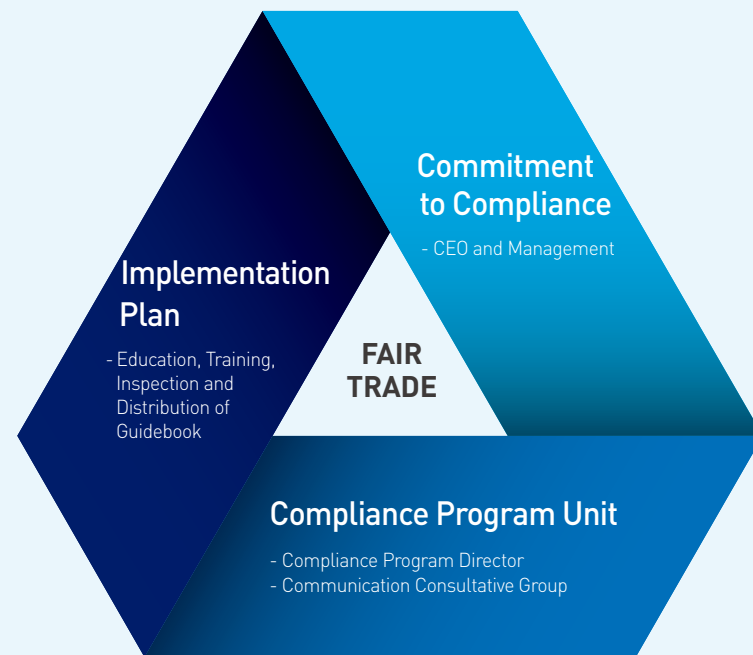 Commitment
to Compliance
- CEO and Management
Implementation
Plan
- Education, Training,
Inspection and
Distribution of
Guidebook
FAIR
TRADE
Compliance Program Unit
- Compliance Program Director
- Communication Consultative Group